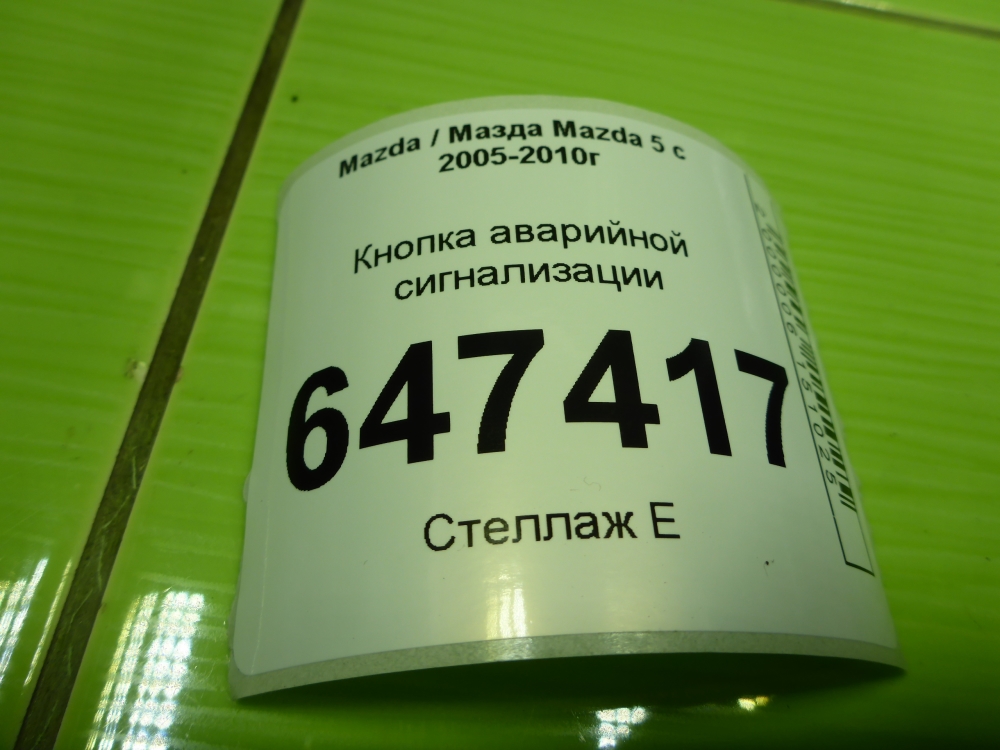 Mazda / Мазда Mazda 5 с
2005-2010г
Кнопка аварийной
сигнализации
647417
Стеллаж Е